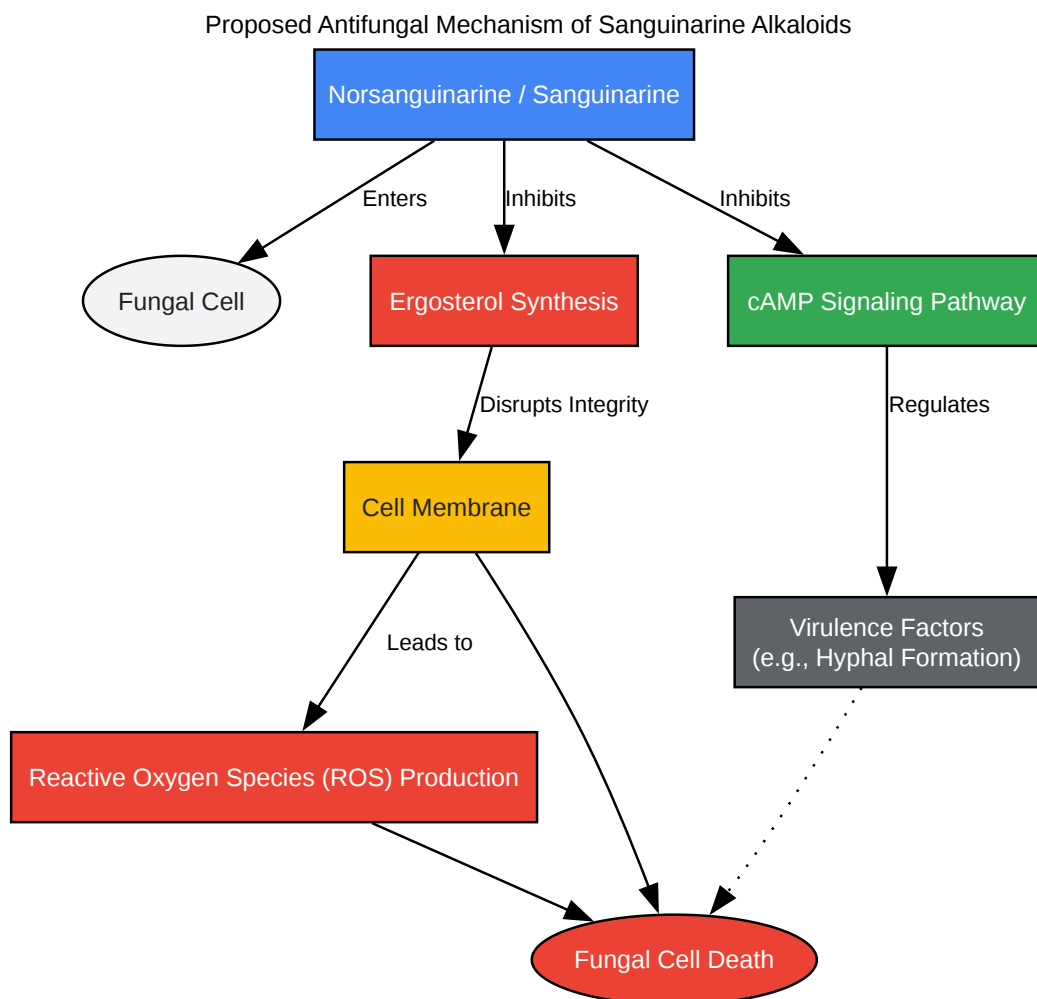 Proposed Antifungal Mechanism of Sanguinarine Alkaloids
Norsanguinarine / Sanguinarine
Enters
Inhibits
Inhibits
Fungal Cell
Ergosterol Synthesis
cAMP Signaling Pathway
Disrupts Integrity
Regulates
Cell Membrane
Virulence Factors
(e.g., Hyphal Formation)
Leads to
Reactive Oxygen Species (ROS) Production
Fungal Cell Death